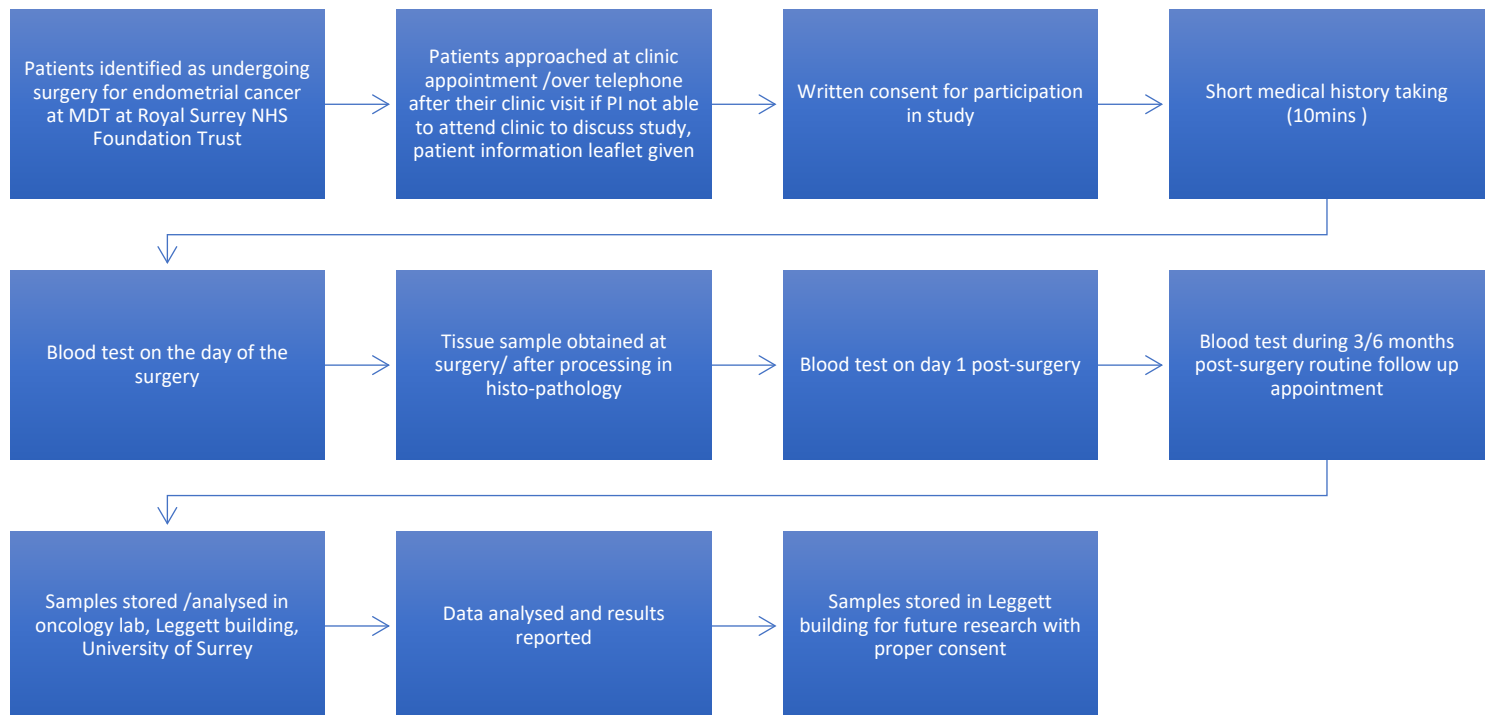 Patients identified as undergoing
surgery for endometrial cancer
at MDT at Royal Surrey NHS
Foundation Trust
Patients approached at clinic
appointment /over telephone
after their clinic visit if PI not able
to attend clinic to discuss study,
patient information leaflet given
Written consent for participation
in study
Short medical history taking
(10mins )
Blood test on the day of the
surgery
Tissue sample obtained at
surgery/ after processing in
histo-pathology
Blood test on day 1 post-surgery
Blood test during 3/6 months
post-surgery routine follow up
appointment
Samples stored /analysed in
oncology lab, Leggett building,
University of Surrey
Data analysed and results
reported
Samples stored in Leggett
building for future research with
proper consent